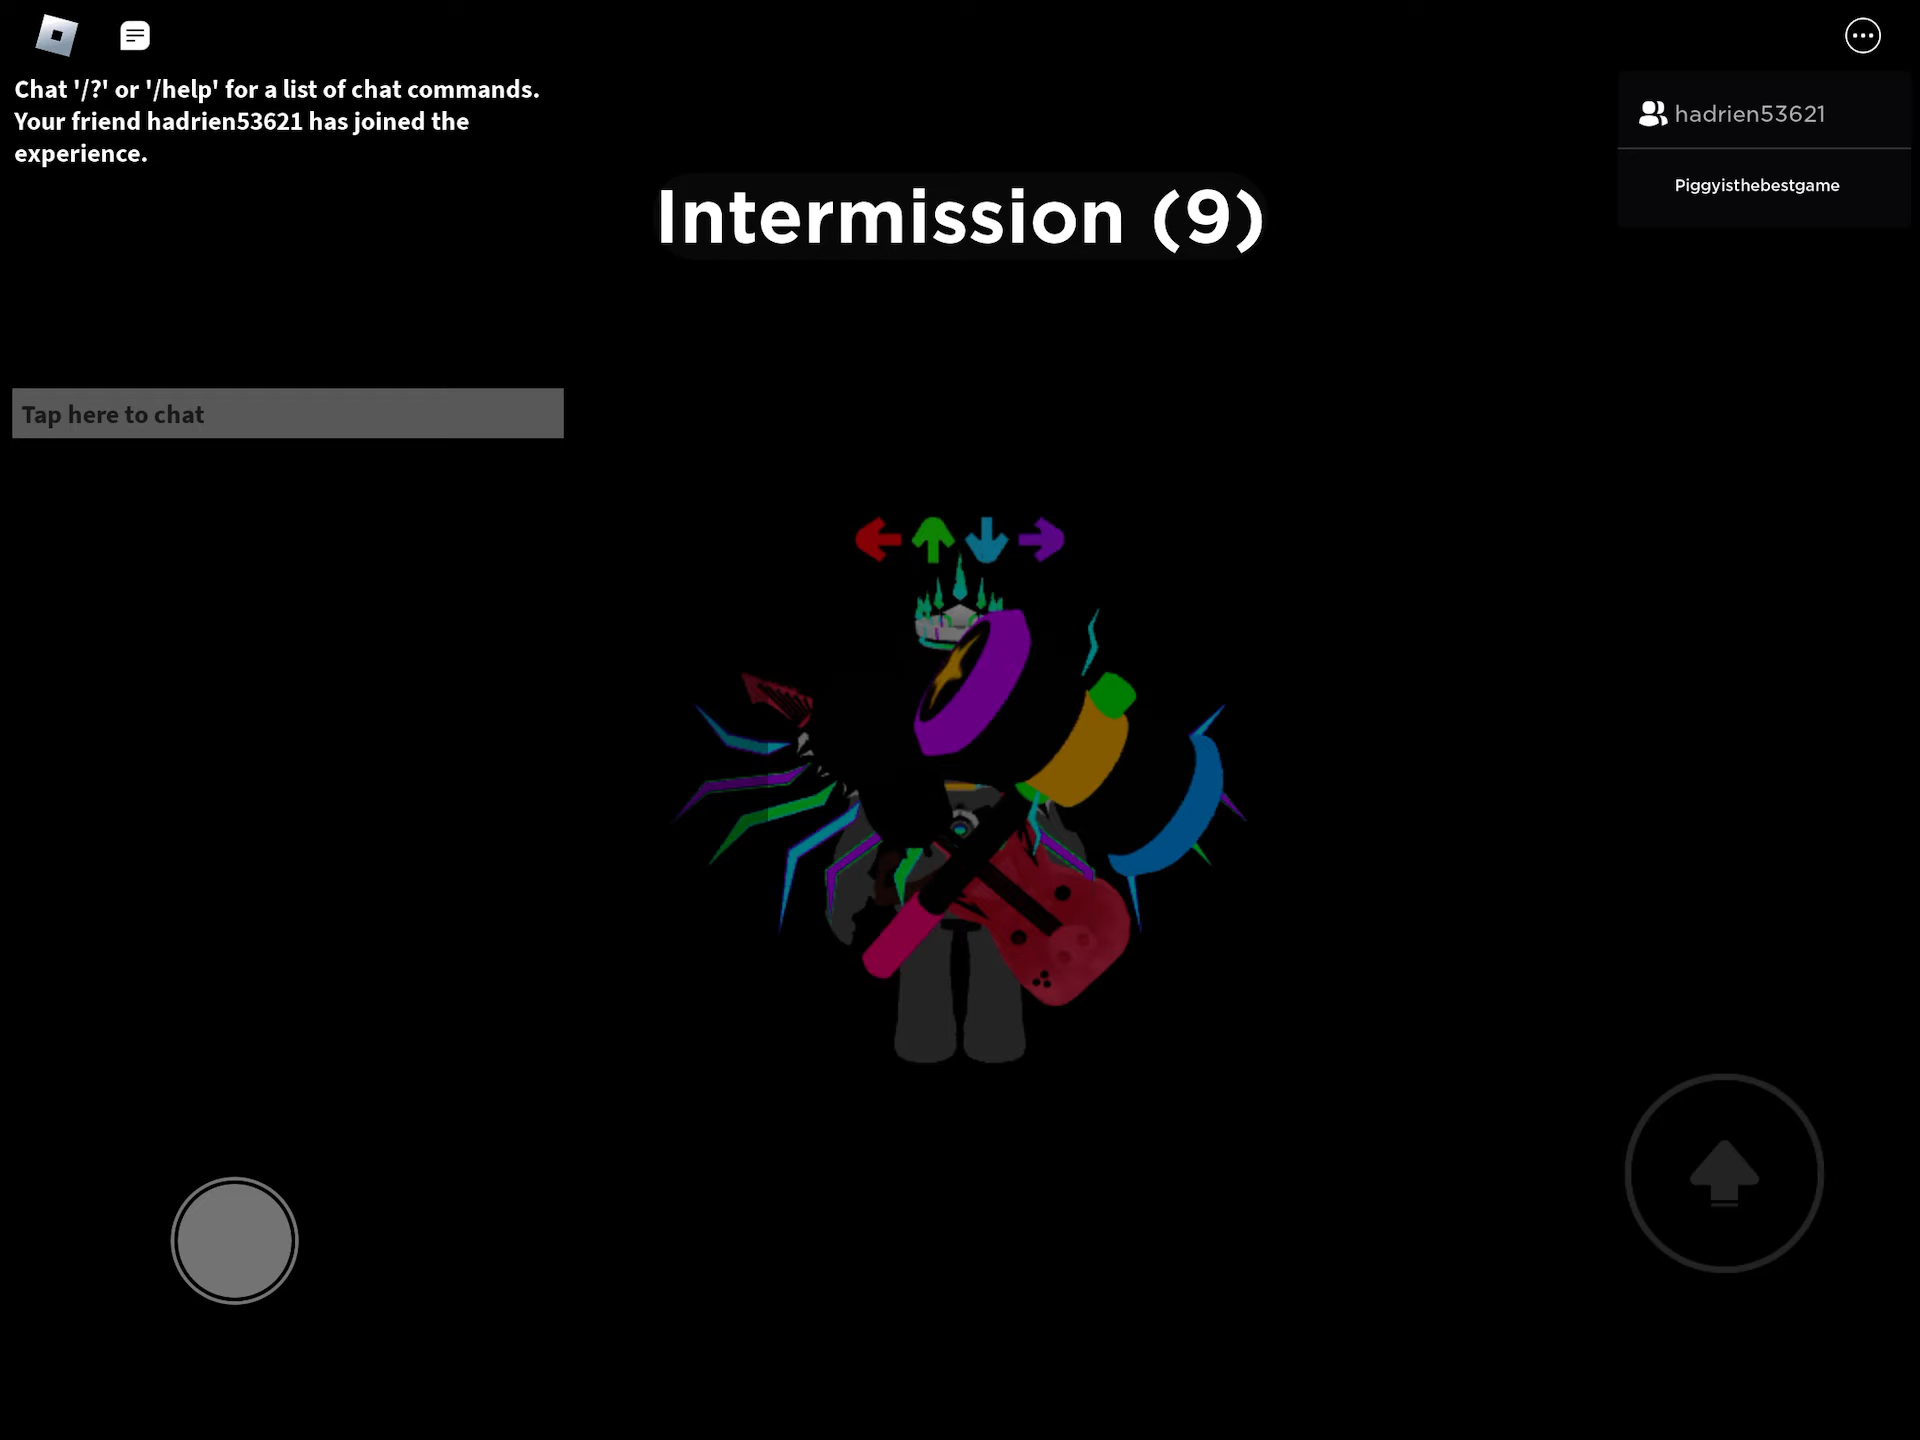 Chat '/?' or '/help' for a list of chat commands.
Your friend hadrien53621 has joined the
experience.
hadrien53621
Piggyisthebestgame
Intermission (9)
Tap here to chat